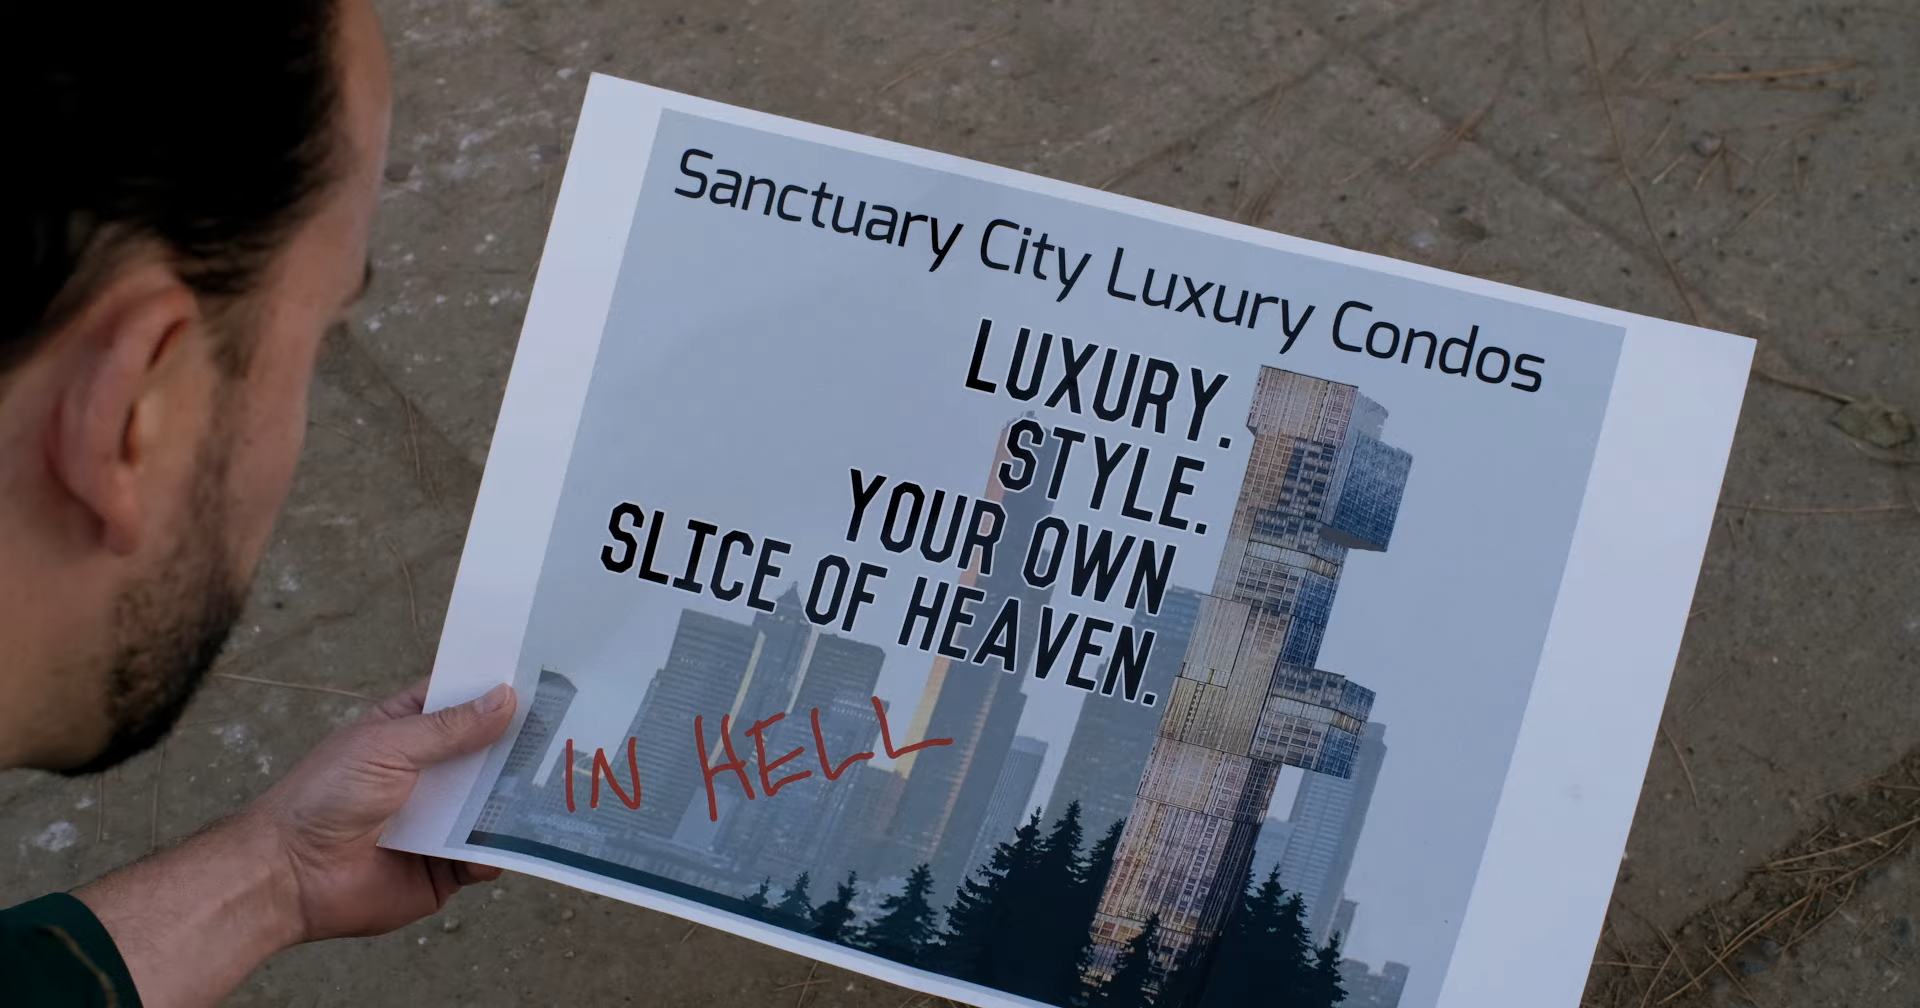 Sanctuary City Luxury Condos
LUXURY.
STYLE.
YOUR OWN
SLICE OF HEAVEN.
IN HELL